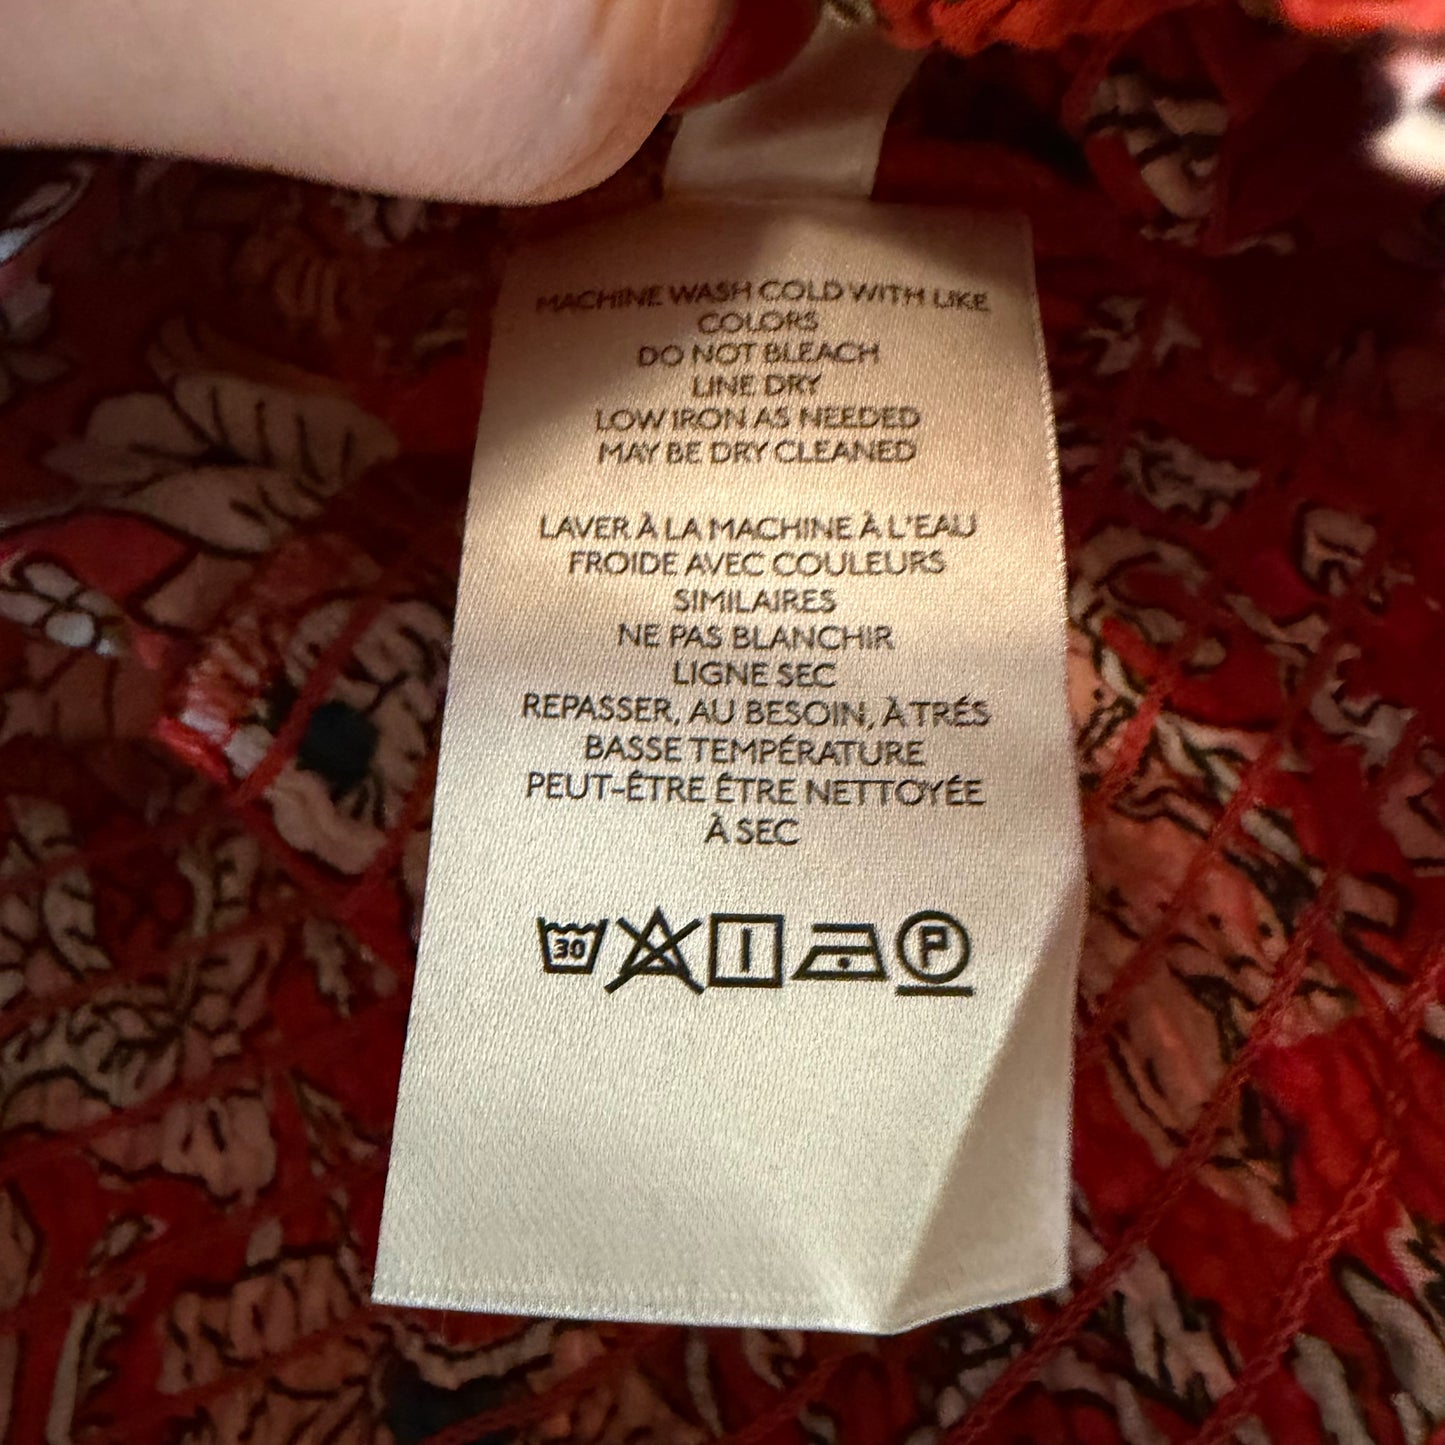 MACHINE WASH COLD WITH LIKE
COLORS
DO NOT BLEACH
LINE DRY
LOW IRON AS NEEDED
MAY BE DRY CLEANED
LAVER À LA MACHINE À L'EAU
FROIDE AVEC COULEURS
SIMILAIRES
NE PAS BLANCHIR
LIGNE SEC
REPASSER, AU BESOIN, À TRÉS
BASSE TEMPÉRATURE
PEUT-ÊTRE ÊTRE NETTOYÉE
À SEC
30 P